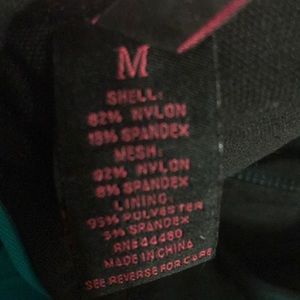 M
SHELL:
82% NYLON
18% SPANDEX
MESH:
92% NYLON
8% SPANDEX
LINING:
95% POLYESTER
5% SPANDEX
RN# 44480
MADE IN CHINA
SEE REVERSE FOR CARE